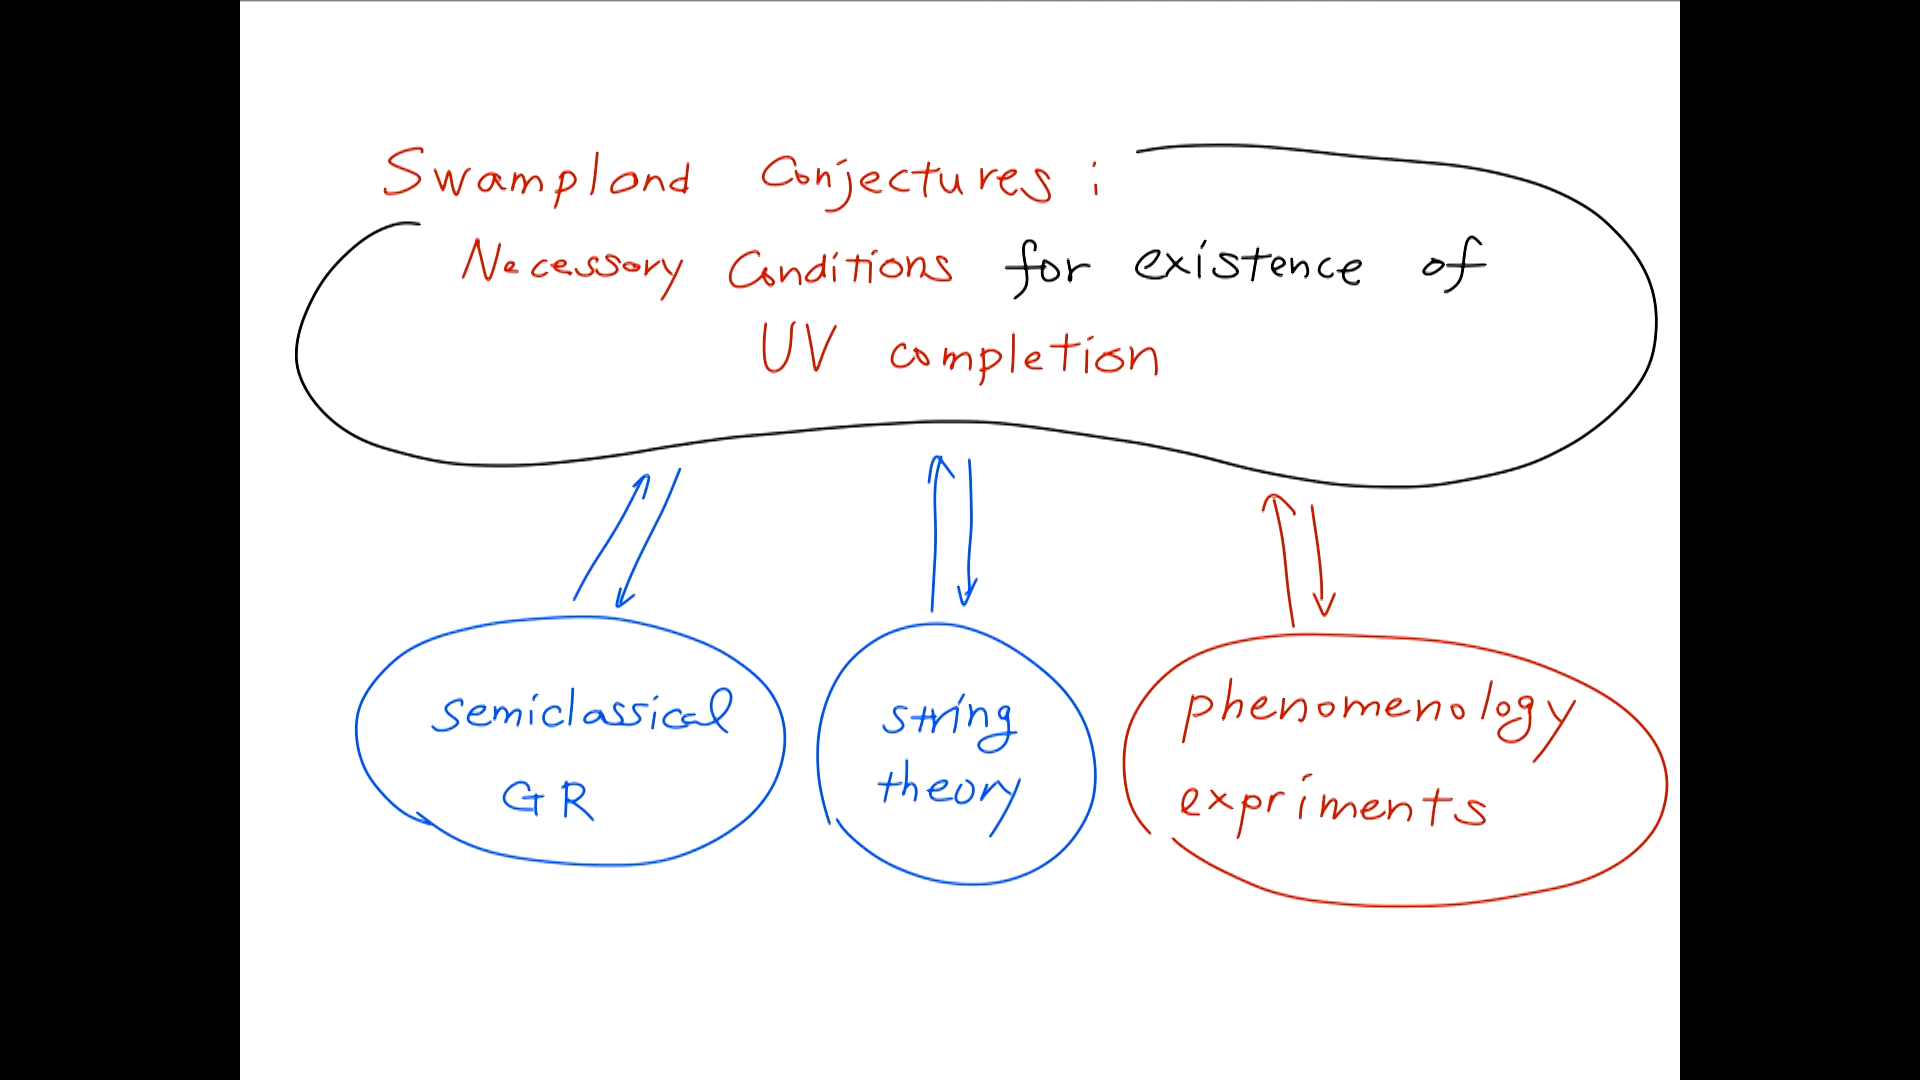 Swampland Conjectures :
Necessary Conditions for existence of
UV completion
semiclassical
GR
string
theory
phenomenology
expriments